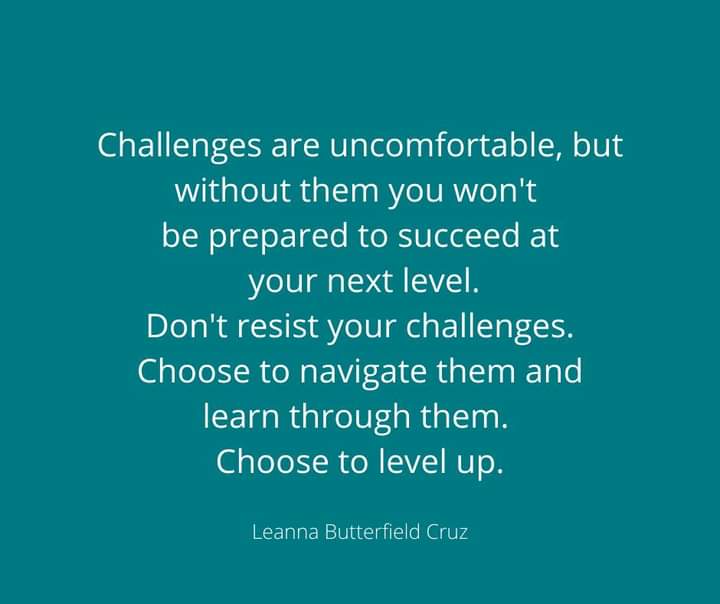 Challenges are uncomfortable, but
without them you won't
be prepared to succeed at
your next level.
Don't resist your challenges.
Choose to navigate them and
learn through them.
Choose to level up.
Leanna Butterfield Cruz